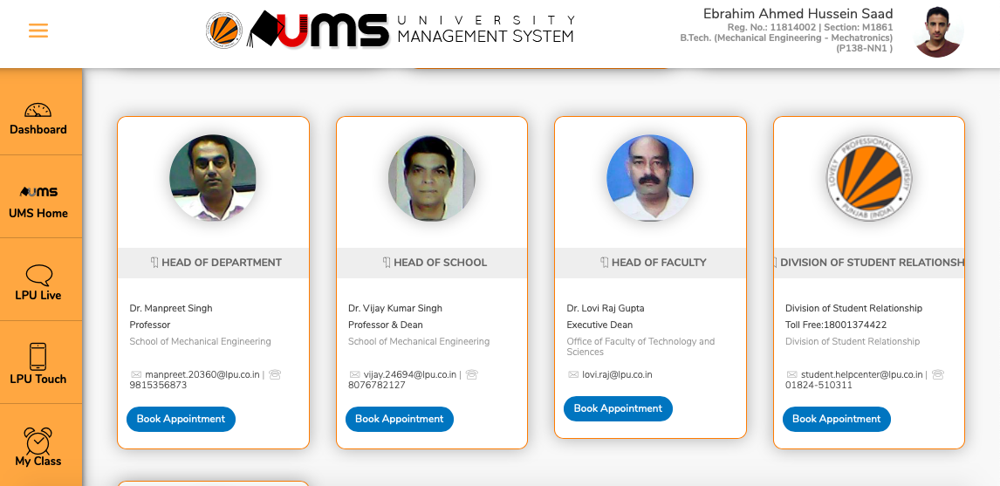 UMS
UNIVERSITY
MANAGEMENT SYSTEM
Ebrahim Ahmed Hussein Saad
Reg. No.: 11814002 | Section: M1861
B.Tech. (Mechanical Engineering - Mechatronics)
(P138-NN1 )
Dashboard
UMS
UMS Home
LPU Live
LPU Touch
My Class
HEAD OF DEPARTMENT
Dr. Manpreet Singh
Professor
School of Mechanical Engineering
manpreet.20360@lpu.co.in |
9815356873
Book Appointment
HEAD OF SCHOOL
Dr. Vijay Kumar Singh
Professor & Dean
School of Mechanical Engineering
vijay.24694@lpu.co.in |
8076782127
Book Appointment
HEAD OF FACULTY
Dr. Lovi Raj Gupta
Executive Dean
Office of Faculty of Technology and
Sciences
lovi.raj@lpu.co.in
Book Appointment
LOVELY PROFESSIONAL UNIVERSITY
PUNJAB (INDIA)
DIVISION OF STUDENT RELATIONSH
Division of Student Relationship
Toll Free:18001374422
Division of Student Relationship
student.helpcenter@lpu.co.in |
01824-510311
Book Appointment